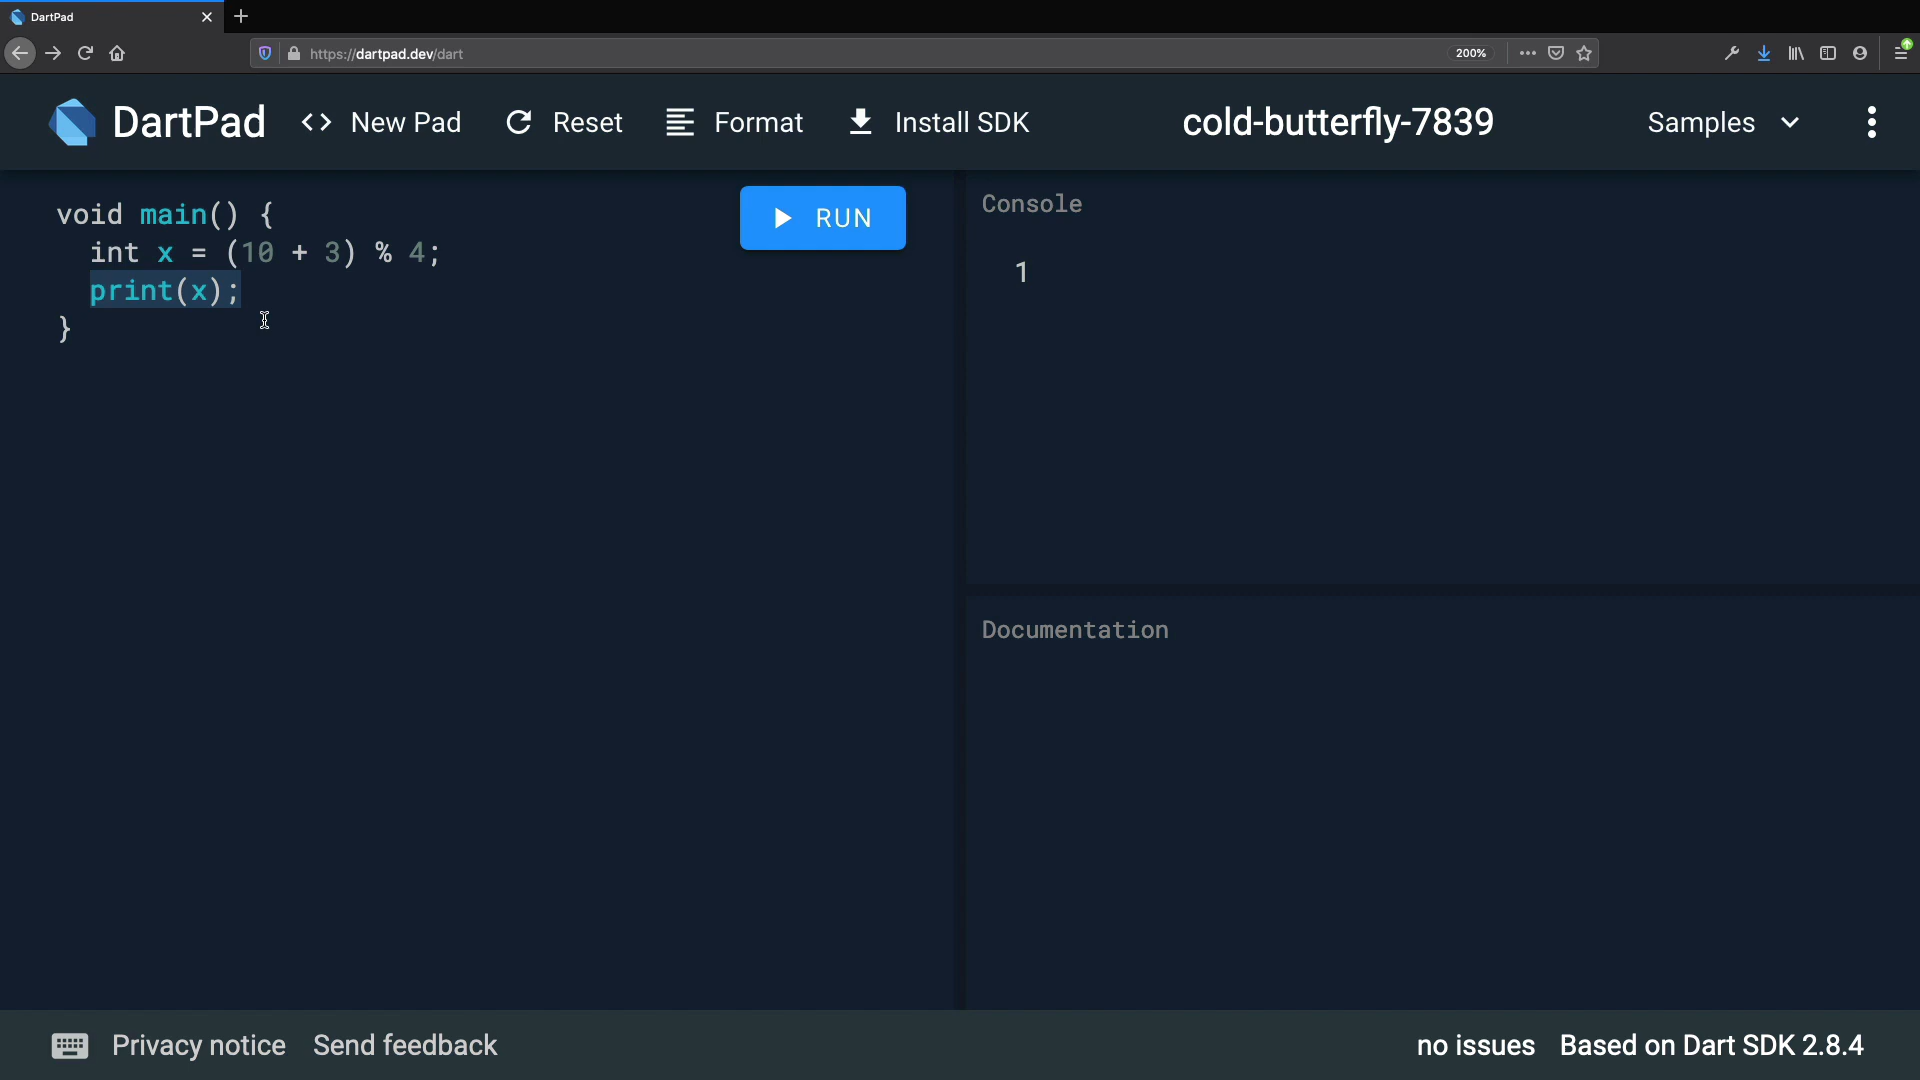 DartPad
https://dartpad.dev/dart
200%
DartPad
New Pad
Reset
Format
Install SDK
cold-butterfly-7839
Samples
void main() {
  int x = (10 + 3) % 4;
  print(x);
}
RUN
Console
1
Documentation
Privacy notice
Send feedback
no issues
Based on Dart SDK 2.8.4